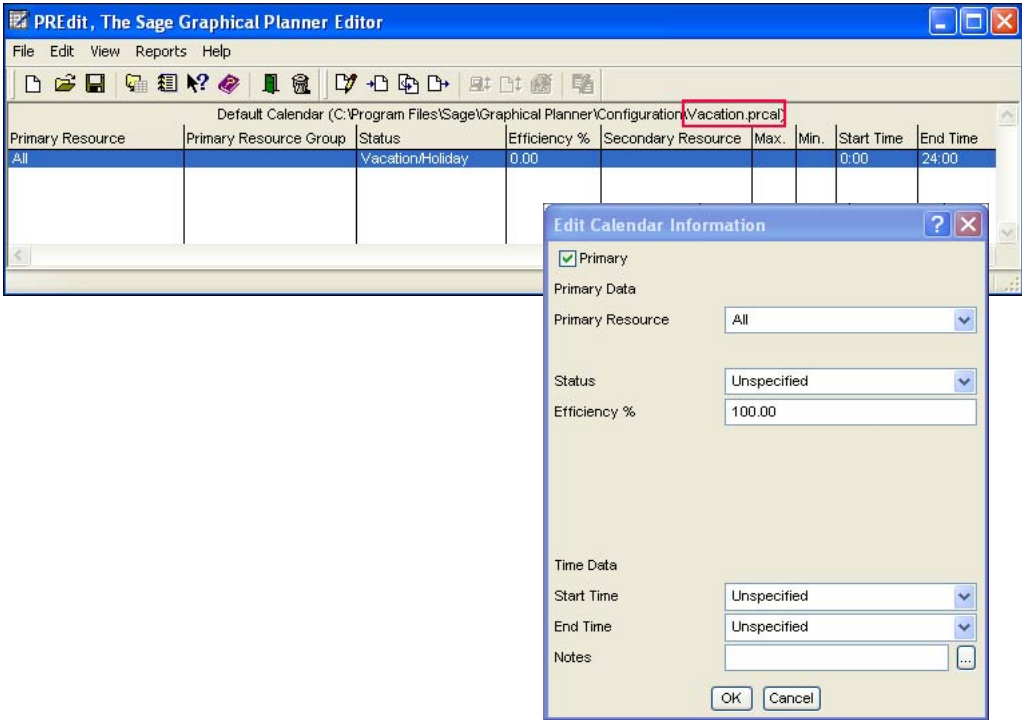 PREdit, The Sage Graphical Planner Editor
File Edit View Reports Help
Default Calendar (C:\Program Files\Sage\Graphical Planner\Configuration\Vacation.prcal)
Primary Resource Primary Resource Group Status Efficiency % Secondary Resource Max. Min. Start Time End Time
All Vacation/Holiday 0.00 0:00 24:00
Edit Calendar Information
Primary
Primary Data
Primary Resource All
Status Unspecified
Efficiency % 100.00
Time Data
Start Time Unspecified
End Time Unspecified
Notes ...
OK Cancel